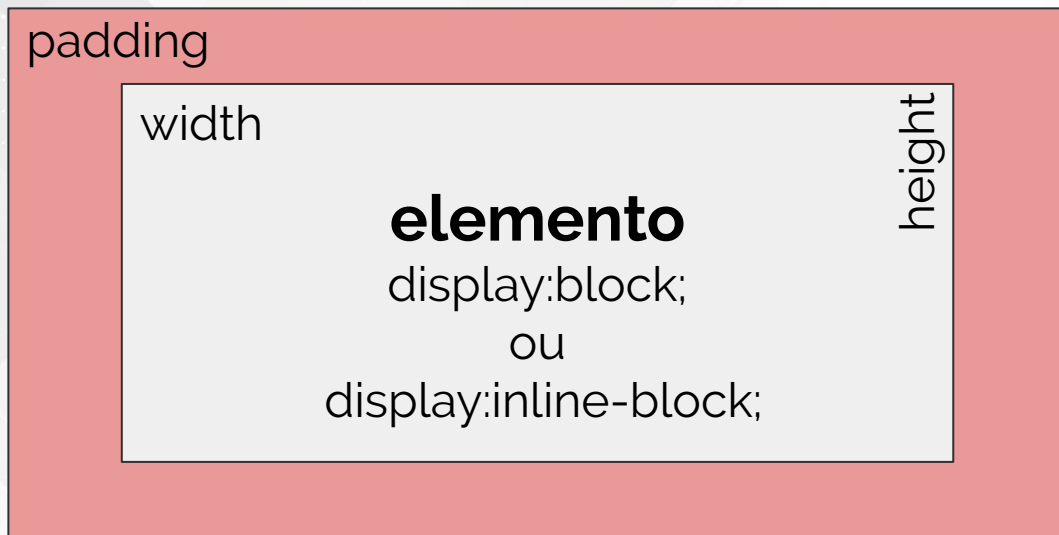 padding
width
height
elemento
display:block;
ou
display:inline-block;